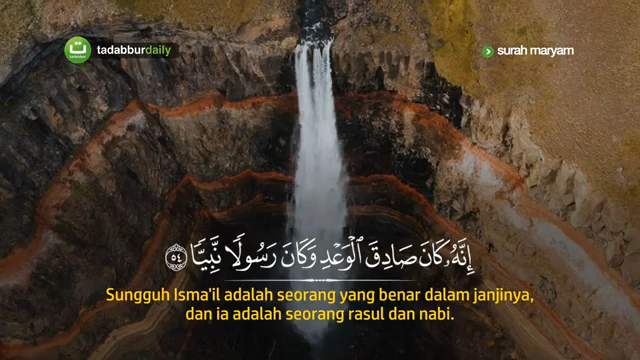 tadabburdaily
surah maryam
إِنَّهُۥ كَانَ صَادِقَ ٱلْوَعْدِ وَكَانَ رَسُولًا نَّبِيًّا ٥٤
Sungguh Isma'il adalah seorang yang benar dalam janjinya,
dan ia adalah seorang rasul dan nabi.